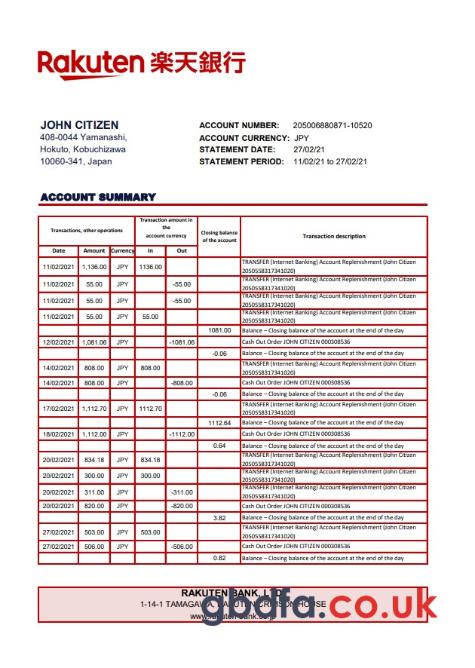 Rakuten 楽天銀行
JOHN CITIZEN
408-0044 Yamanashi,
Hokuto, Kobuchizawa
10060-341, Japan
ACCOUNT NUMBER: 205006880871-10520
ACCOUNT CURRENCY: JPY
STATEMENT DATE: 27/02/21
STATEMENT PERIOD: 11/02/21 to 27/02/21
ACCOUNT SUMMARY
Transactions, other operations
Transaction amount in
the
account currency
Closing balance
of the account
Transaction description
Date Amount Currency In Out
11/02/2021 1,136.00 JPY 1136.00 TRANSFER (Internet Banking) Account Replenishment (John Citizen
2050558317341020)
11/02/2021 55.00 JPY -55.00 TRANSFER (Internet Banking) Account Replenishment (John Citizen
2050558317341020)
11/02/2021 55.00 JPY -55.00 TRANSFER (Internet Banking) Account Replenishment (John Citizen
2050558317341020)
11/02/2021 55.00 JPY 55.00 TRANSFER (Internet Banking) Account Replenishment (John Citizen
2050558317341020)
1081.00 Balance – Closing balance of the account at the end of the day
12/02/2021 1,081.06 JPY -1081.06 Cash Out Order JOHN CITIZEN 000308536
-0.06 Balance – Closing balance of the account at the end of the day
14/02/2021 808.00 JPY 808.00 TRANSFER (Internet Banking) Account Replenishment (John Citizen
2050558317341020)
14/02/2021 808.00 JPY -808.00 Cash Out Order JOHN CITIZEN 000308536
-0.06 Balance – Closing balance of the account at the end of the day
17/02/2021 1,112.70 JPY 1112.70 TRANSFER (Internet Banking) Account Replenishment (John Citizen
2050558317341020)
1112.64 Balance – Closing balance of the account at the end of the day
18/02/2021 1,112.00 JPY -1112.00 Cash Out Order JOHN CITIZEN 000308536
0.64 Balance – Closing balance of the account at the end of the day
20/02/2021 834.18 JPY 834.18 TRANSFER (Internet Banking) Account Replenishment (John Citizen
2050558317341020)
20/02/2021 300.00 JPY 300.00 TRANSFER (Internet Banking) Account Replenishment (John Citizen
2050558317341020)
20/02/2021 311.00 JPY -311.00 TRANSFER (Internet Banking) Account Replenishment (John Citizen
2050558317341020)
20/02/2021 820.00 JPY -820.00 Cash Out Order JOHN CITIZEN 000308536
3.82 Balance – Closing balance of the account at the end of the day
27/02/2021 503.00 JPY 503.00 TRANSFER (Internet Banking) Account Replenishment (John Citizen
2050558317341020)
27/02/2021 506.00 JPY -506.00 Cash Out Order JOHN CITIZEN 000308536
0.82 Balance – Closing balance of the account at the end of the day
RAKUTEN BANK, LTD
1-14-1 TAMAGAWA, RAKUTEN CRIMSON HOUSE
www.rakuten-bank.co.jp
gbdfa.co.uk